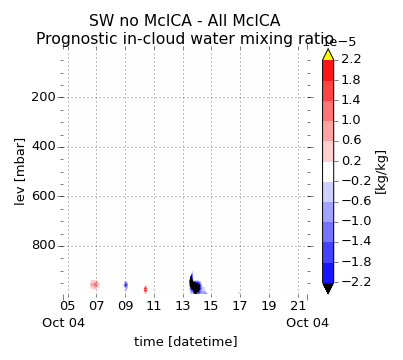 SW no McICA - All McICA
Prognostic in-cloud water mixing ratio
1e−5
2.2
1.8
1.4
1.0
0.6
0.2
−0.2
−0.6
−1.0
−1.4
−1.8
−2.2
[kg/kg]
200
400
600
800
lev [mbar]
05 07 09 11 13 15 17 19 21
Oct 04 Oct 04
time [datetime]